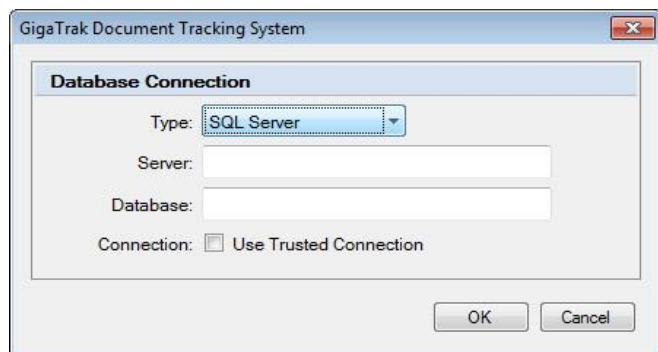 GigaTrak Document Tracking System
Database Connection
Type: SQL Server
Server:
Database:
Connection: Use Trusted Connection
OK Cancel